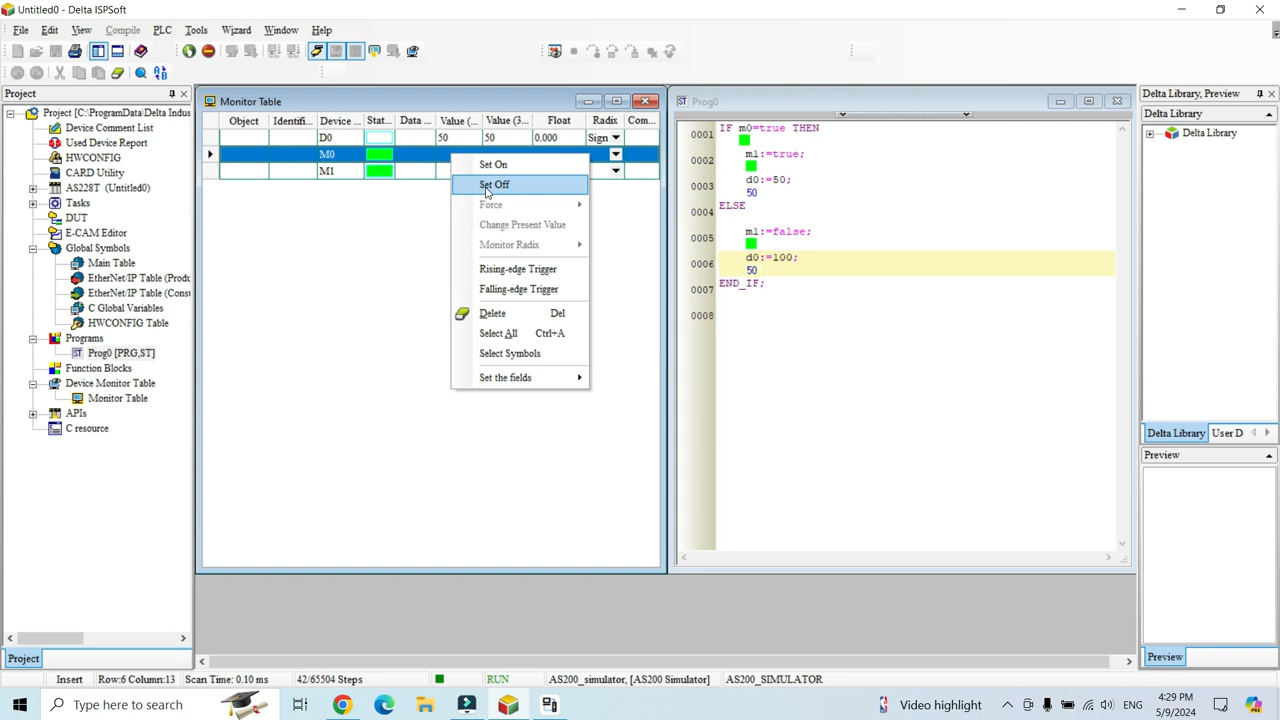 Untitled0 - Delta ISPSoft
File Edit View Compile PLC Tools Wizard Window Help
Project
Project [C:\ProgramData\Delta Indus
Device Comment List
Used Device Report
HWCONFIG
CARD Utility
AS228T (Untitled0)
Tasks
DUT
E-CAM Editor
Global Symbols
Main Table
EtherNet/IP Table (Produ
EtherNet/IP Table (Consu
C Global Variables
HWCONFIG Table
Programs
Prog0 [PRG,ST]
Function Blocks
Device Monitor Table
Monitor Table
APIs
C resource
Project
Monitor Table
Object Identifi... Device ... Stat... Data ... Value (... Value (3... Float Radix Com...
D0 50 50 0.000 Sign
M0
M1
Set On
Set Off
Force
Change Present Value
Monitor Radix
Rising-edge Trigger
Falling-edge Trigger
Delete Del
Select All Ctrl+A
Select Symbols
Set the fields
Prog0
0001 IF m0=true THEN
0002 m1:=true;
0003 d0:=50;
50
0004 ELSE
0005 m1:=false;
0006 d0:=100;
50
0007 END_IF;
0008
Delta Library, Preview
Delta Library
Delta Library
Delta Library User D
Preview
Preview
Insert Row:6 Column:13 Scan Time: 0.10 ms 42/65504 Steps RUN AS200_simulator, [AS200 Simulator] AS200_SIMULATOR
Type here to search
Video highlight
ENG
4:29 PM
5/9/2024